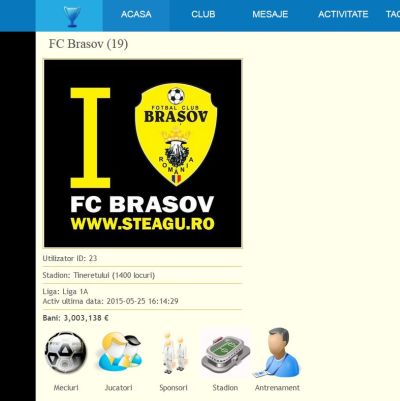 ACASA CLUB MESAJE ACTIVITATE TAC
FC Brasov (19)
FOTBAL CLUB
BRASOV
ROMANIA
I
FC BRASOV
WWW.STEAGU.RO
Utilizator iD: 23
Stadion: Tineretului (1400 locuri)
Liga: Liga 1A
Activ ultima data: 2015-05-25 16:14:29
Bani: 3,003,138 €
Meciuri Jucatori Sponsori Stadion Antrenament